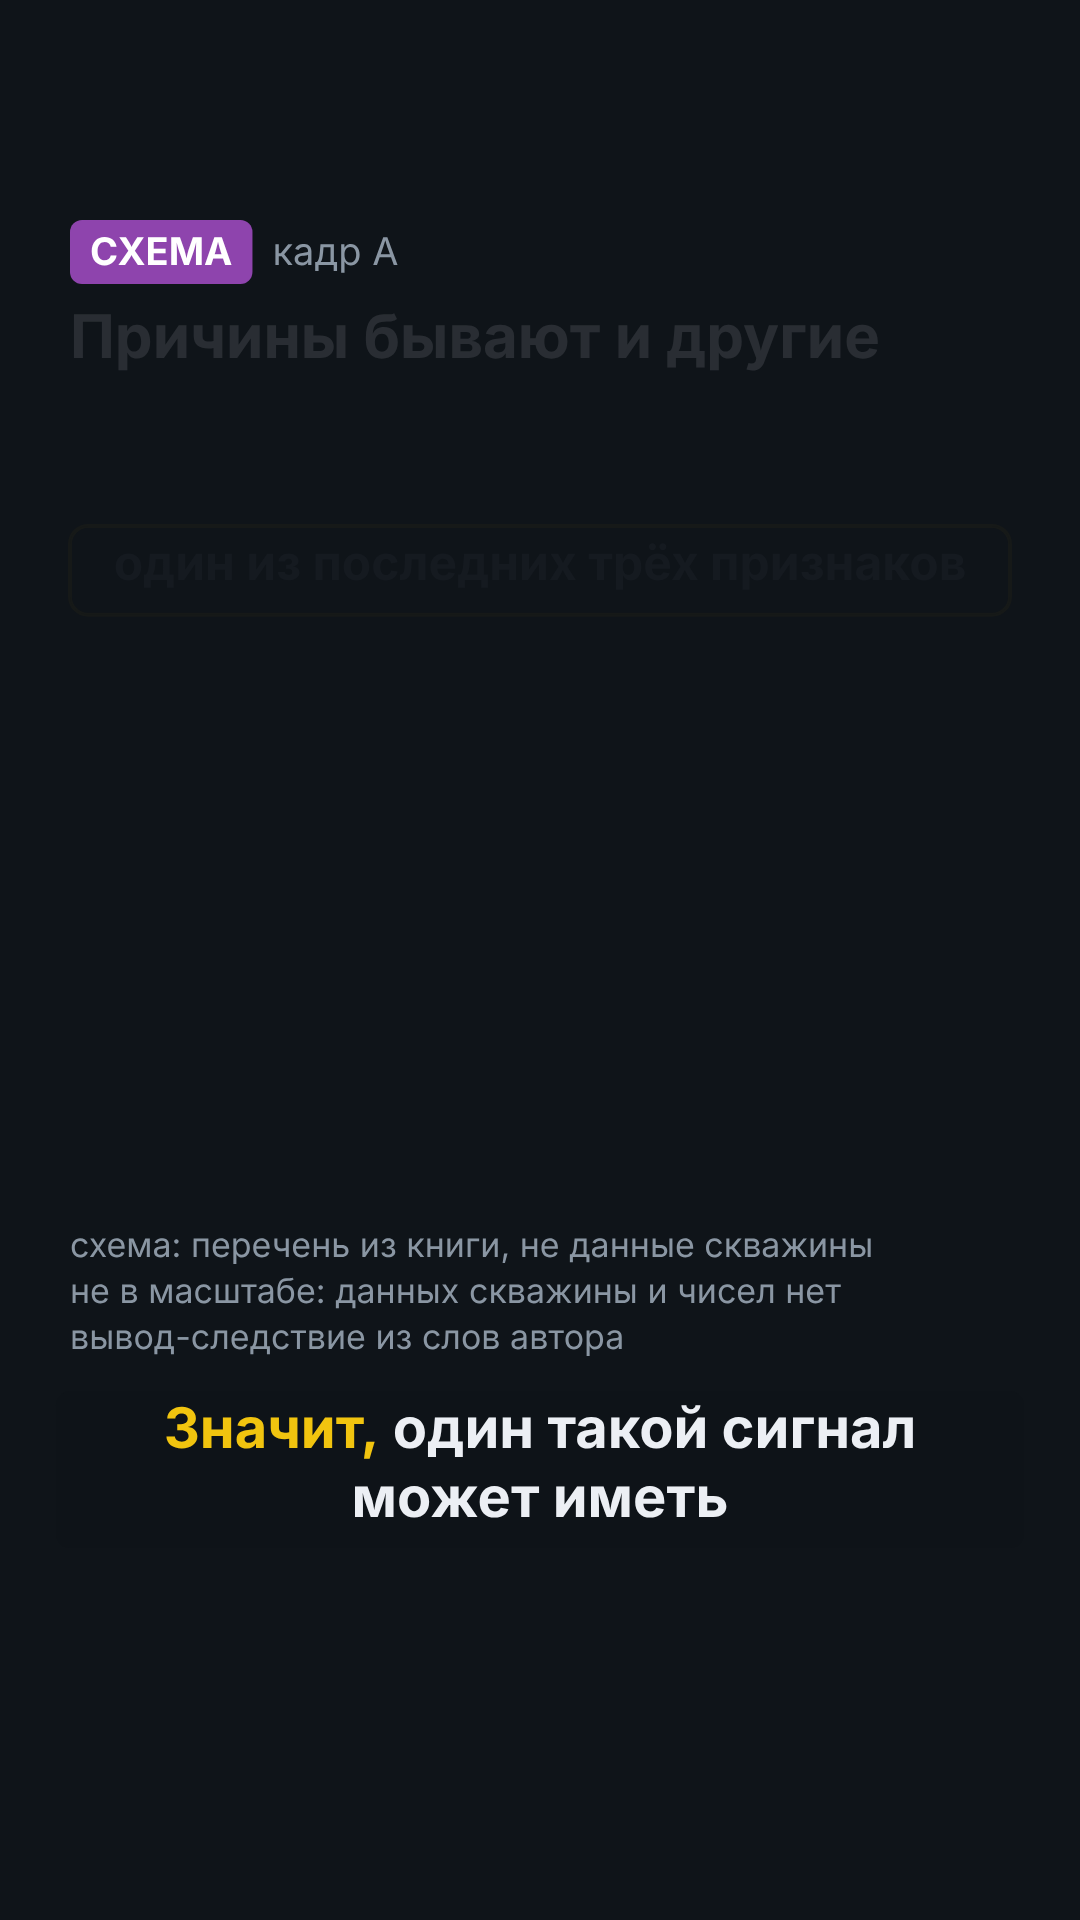 СХЕМА кадр А
Причины бывают и другие
один из последних трёх признаков
схема: перечень из книги, не данные скважины
не в масштабе: данных скважины и чисел нет
вывод-следствие из слов автора
Значит, один такой сигнал
может иметь